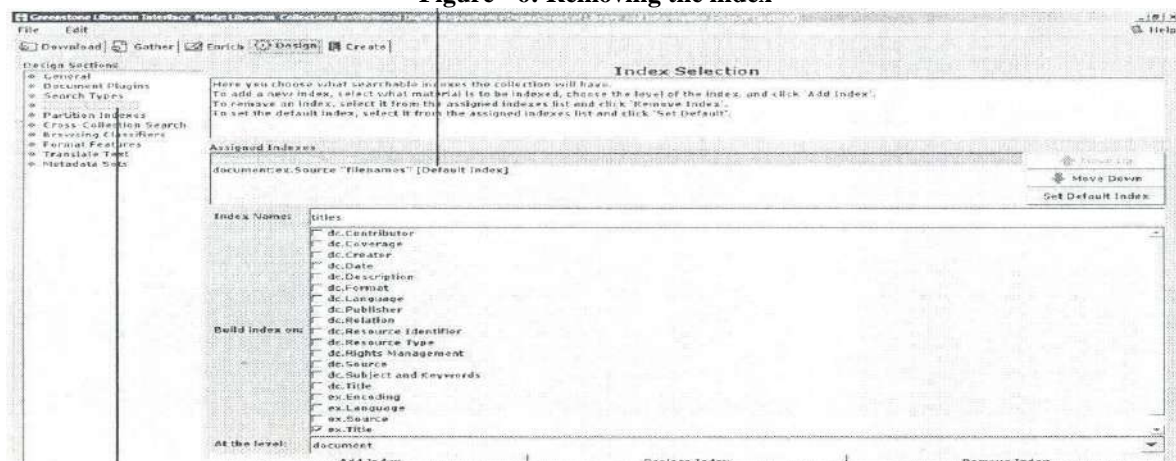 Figure - 6: Removing the index
Greenstone Librarian Interface Mode: Librarian
File Edit
Help
Download Gather Enrich Design Create
Design Sections
General
Document Plugins
Search Types
Partition Indexes
Cross-Collection Search
Browsing Classifiers
Format Features
Translate Text
Metadata Sets
Index Selection
Here you choose what searchable indexes the collection will have.
To add a new index, select what material is to be indexed, choose the level of the index, and click 'Add Index'.
To remove an index, select it from the assigned indexes list and click 'Remove Index'.
To set the default index, select it from the assigned indexes list and click 'Set Default'.
Assigned Indexes
document:ex.Source "filenames" [Default Index]
Move Up
Move Down
Set Default Index
Index Name: titles
Build index on:
dc.Contributor
dc.Coverage
dc.Creator
dc.Date
dc.Description
dc.Format
dc.Language
dc.Publisher
dc.Relation
dc.Resource Identifier
dc.Resource Type
dc.Rights Management
dc.Source
dc.Subject and Keywords
dc.Title
ex.Encoding
ex.Language
ex.Source
ex.Title
At the level: document
Add Index Replace Index Remove Index